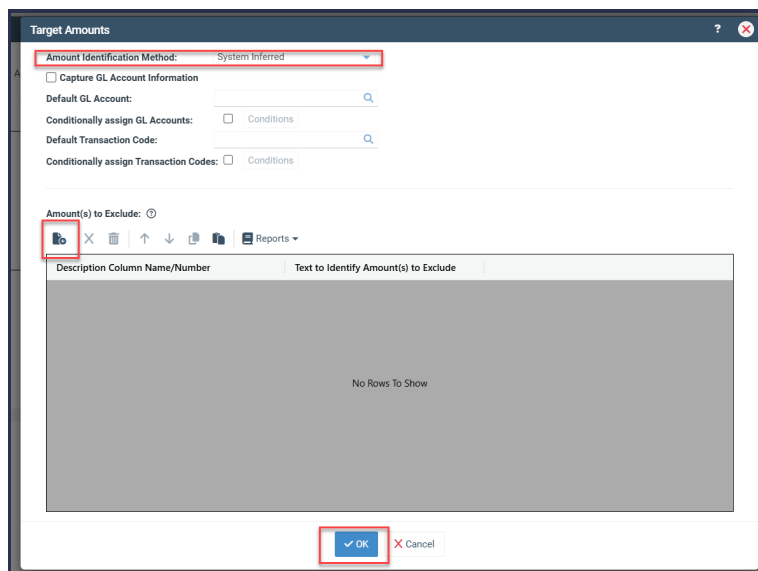 Target Amounts ?
Amount Identification Method: System Inferred
Capture GL Account Information
Default GL Account:
Conditionally assign GL Accounts: Conditions
Default Transaction Code:
Conditionally assign Transaction Codes: Conditions
Amount(s) to Exclude: ?
Reports
Description Column Name/Number Text to Identify Amount(s) to Exclude
No Rows To Show
OK Cancel